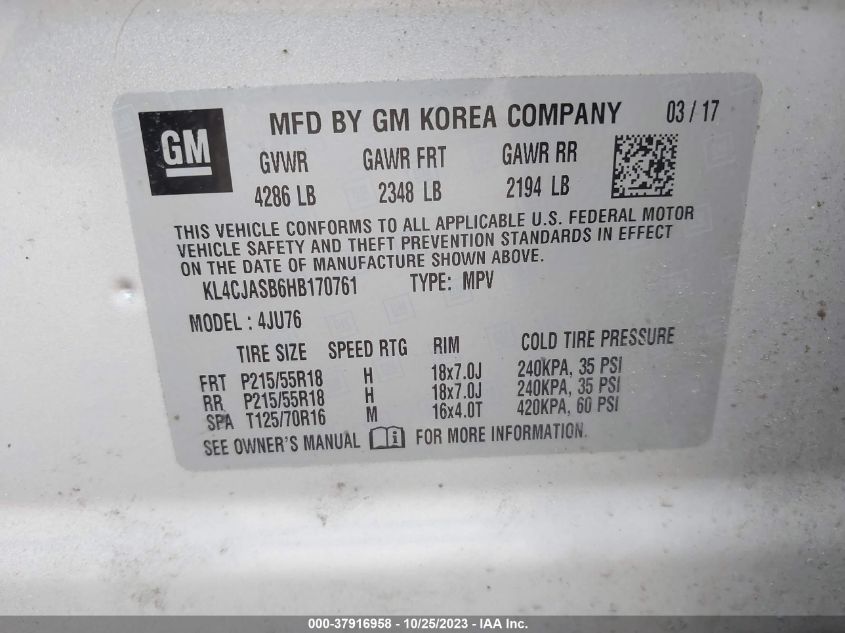 GM
MFD BY GM KOREA COMPANY 03 / 17
GVWR GAWR FRT GAWR RR
4286 LB 2348 LB 2194 LB
THIS VEHICLE CONFORMS TO ALL APPLICABLE U.S. FEDERAL MOTOR
VEHICLE SAFETY AND THEFT PREVENTION STANDARDS IN EFFECT
ON THE DATE OF MANUFACTURE SHOWN ABOVE.
KL4CJASB6HB170761 TYPE: MPV
MODEL : 4JU76
TIRE SIZE SPEED RTG RIM COLD TIRE PRESSURE
FRT P215/55R18 H 18x7.0J 240KPA, 35 PSI
RR P215/55R18 H 18x7.0J 240KPA, 35 PSI
SPA T125/70R16 M 16x4.0T 420KPA, 60 PSI
SEE OWNER'S MANUAL FOR MORE INFORMATION.
000-37916958 - 10/25/2023 - IAA Inc.